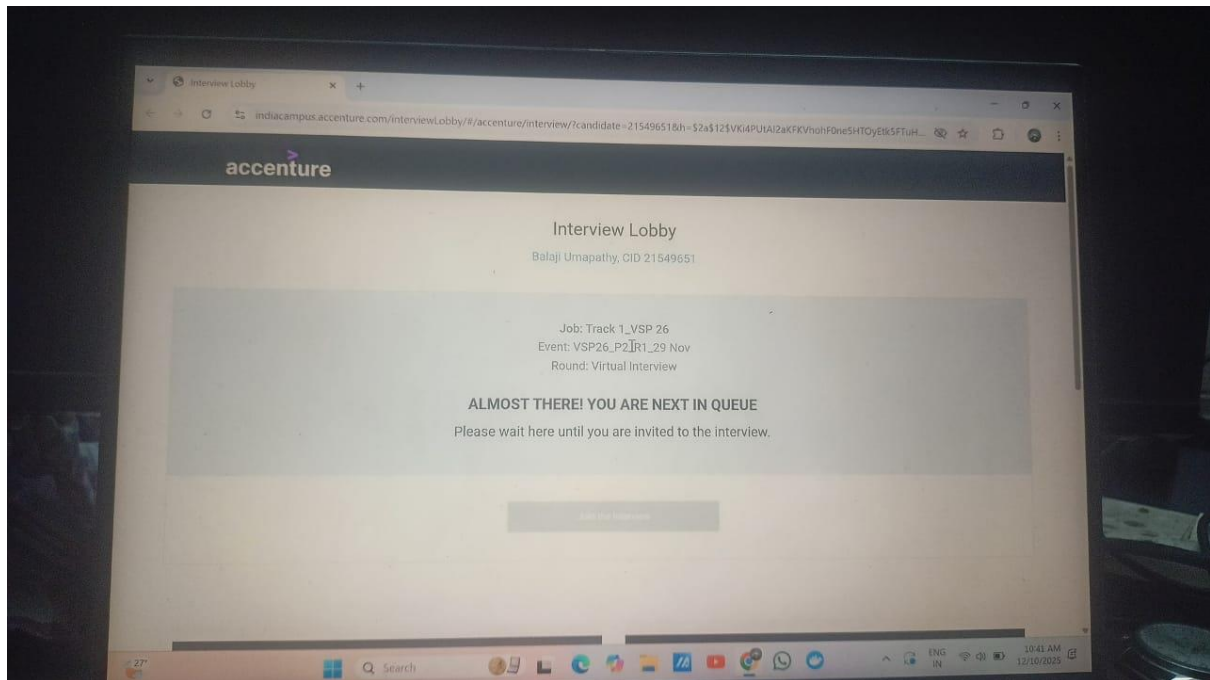 Interview Lobby
indiacampus.accenture.com/interviewLobby/#/accenture/interview/?candidate=21549651&h=$2a$12$
accenture
Interview Lobby
Balaji Umapathy, CID 21549651
Job: Track 1_VSP 26
Event: VSP26_P2_R1_29 Nov
Round: Virtual Interview
ALMOST THERE! YOU ARE NEXT IN QUEUE
Please wait here until you are invited to the interview.
27°
Search
ENG
IN
10:41 AM
12/10/2025